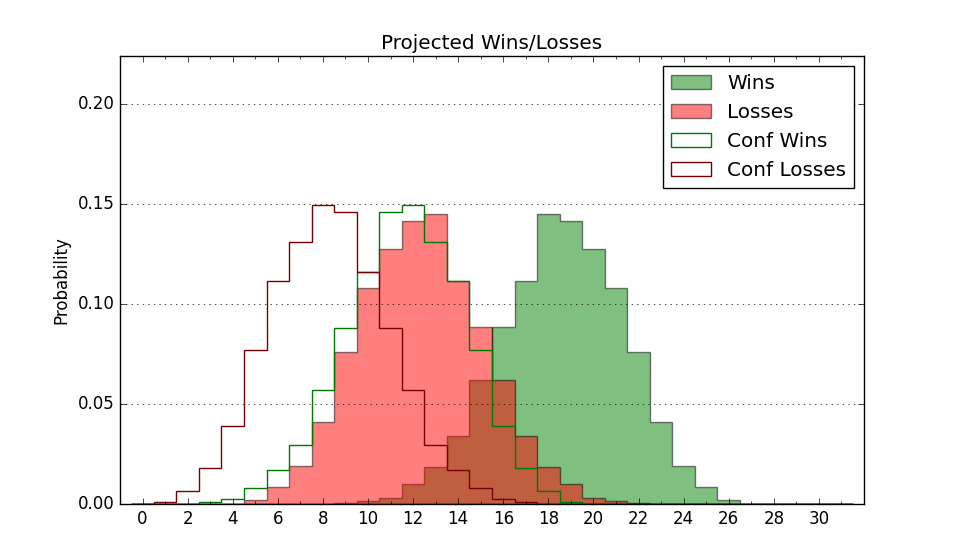 Projected Wins/Losses
Wins
Losses
Conf Wins
Conf Losses
Probability
0.20
0.15
0.10
0.05
0.00
0 2 4 6 8 10 12 14 16 18 20 22 24 26 28 30